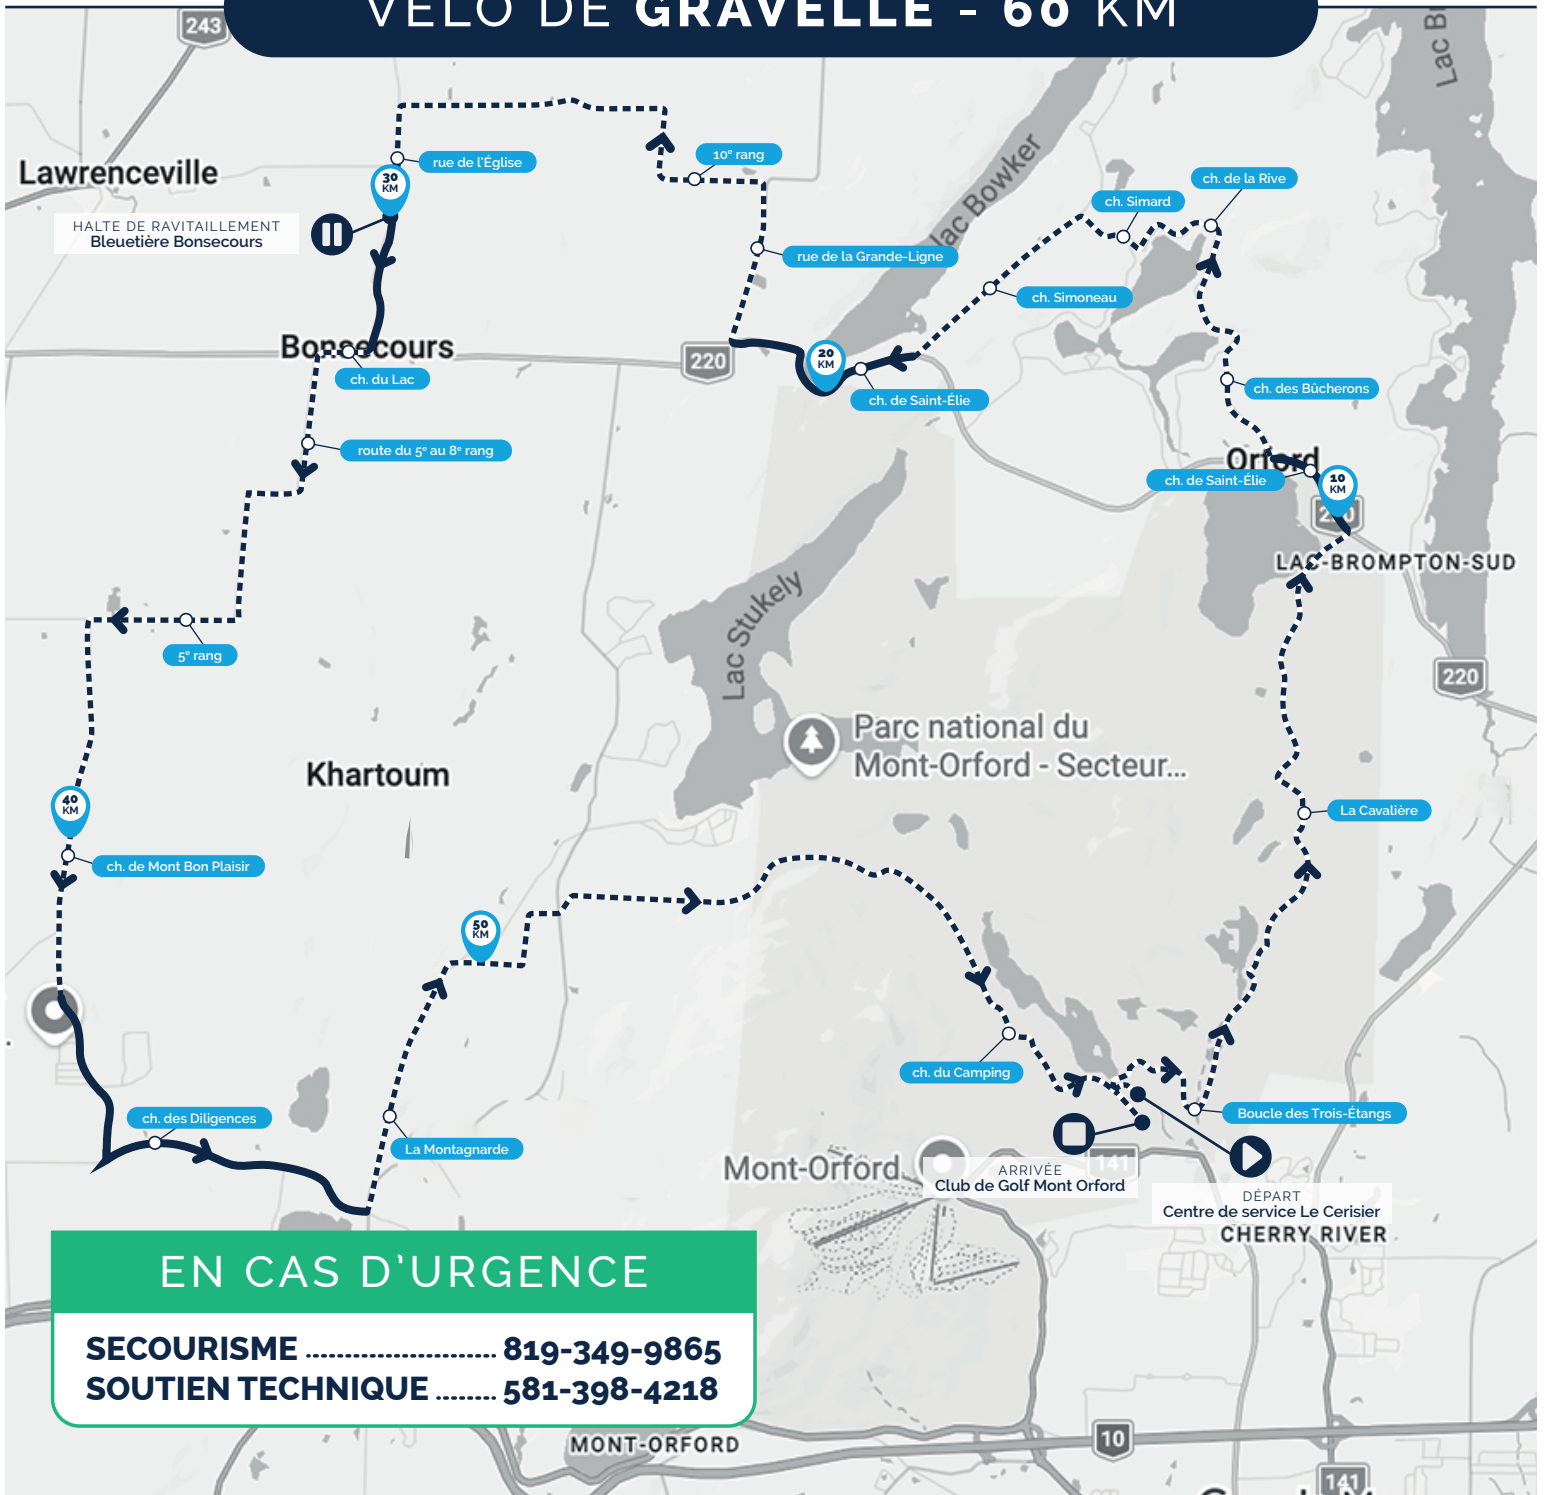 VÉLO DE GRAVELLE - 60 KM
243
Lac Bowker
ch. de la Rive
ch. Simard
rue de l'Église
10e rang
Lawrenceville
30
KM
HALTE DE RAVITAILLEMENT
Bleuetière Bonsecours
rue de la Grande-Ligne
ch. Simoneau
Bonsecours
220
20
KM
ch. du Lac
ch. de Saint-Élie
ch. des Bûcherons
route du 5e au 8e rang
Orford
ch. de Saint-Élie
10
KM
LAC-BROMPTON-SUD
Lac Stukely
5e rang
220
Parc national du
Mont-Orford - Secteur...
Khartoum
40
KM
La Cavalière
ch. de Mont Bon Plaisir
50
KM
ch. du Camping
ch. des Diligences
La Montagnarde
Boucle des Trois-Étangs
Mont-Orford
141
ARRIVÉE
Club de Golf Mont Orford
DÉPART
Centre de service Le Cerisier
CHERRY RIVER
EN CAS D'URGENCE
SECOURISME ........................ 819-349-9865
SOUTIEN TECHNIQUE ........ 581-398-4218
MONT-ORFORD
10
141